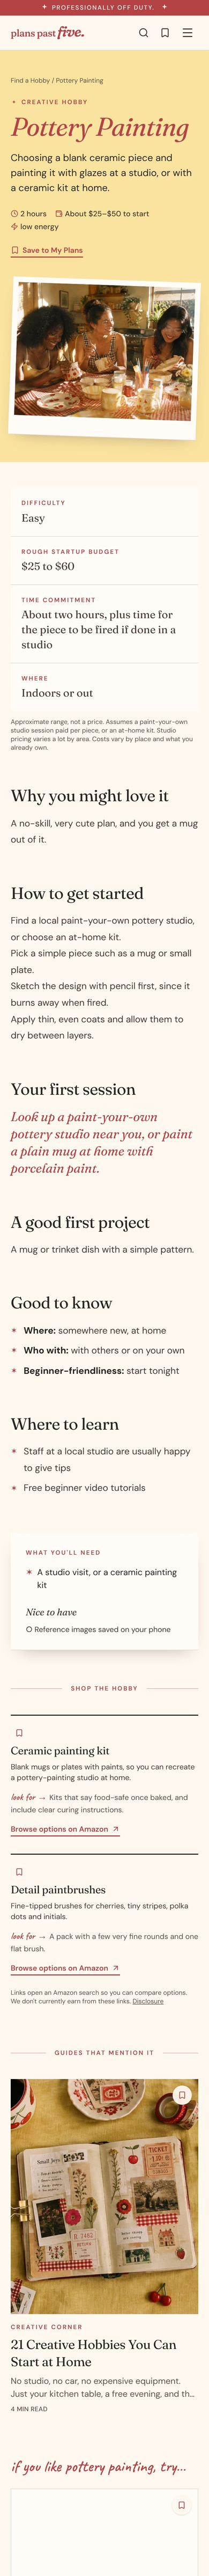 PROFESSIONALLY OFF DUTY.
plans past five.
Find a Hobby / Pottery Painting
CREATIVE HOBBY
Pottery Painting
Choosing a blank ceramic piece and
painting it with glazes at a studio, or with
a ceramic kit at home.
2 hours About $25–$50 to start
low energy
Save to My Plans
DIFFICULTY
Easy
ROUGH STARTUP BUDGET
$25 to $60
TIME COMMITMENT
About two hours, plus time for
the piece to be fired if done in a
studio
WHERE
Indoors or out
Approximate range, not a price. Assumes a paint-your-own
studio session paid per piece, or an at-home kit. Studio
pricing varies a lot by area. Costs vary by place and what you
already own.
Why you might love it
A no-skill, very cute plan, and you get a mug
out of it.
How to get started
Find a local paint-your-own pottery studio,
or choose an at-home kit.
Pick a simple piece such as a mug or small
plate.
Sketch the design with pencil first, since it
burns away when fired.
Apply thin, even coats and allow them to
dry between layers.
Your first session
Look up a paint-your-own
pottery studio near you, or paint
a plain mug at home with
porcelain paint.
A good first project
A mug or trinket dish with a simple pattern.
Good to know
Where: somewhere new, at home
Who with: with others or on your own
Beginner-friendliness: start tonight
Where to learn
Staff at a local studio are usually happy
to give tips
Free beginner video tutorials
WHAT YOU'LL NEED
A studio visit, or a ceramic painting
kit
Nice to have
Reference images saved on your phone
SHOP THE HOBBY
Ceramic painting kit
Blank mugs or plates with paints, so you can recreate
a pottery-painting studio at home.
look for → Kits that say food-safe once baked, and
include clear curing instructions.
Browse options on Amazon ↗
Detail paintbrushes
Fine-tipped brushes for cherries, tiny stripes, polka
dots and initials.
look for → A pack with a few very fine rounds and one
flat brush.
Browse options on Amazon ↗
Links open an Amazon search so you can compare options.
We don't currently earn from these links. Disclosure
GUIDES THAT MENTION IT
Small Joys
CREATIVE CORNER
21 Creative Hobbies You Can
Start at Home
No studio, no car, no expensive equipment.
Just your kitchen table, a free evening, and th…
4 MIN READ
if you like pottery painting, try...